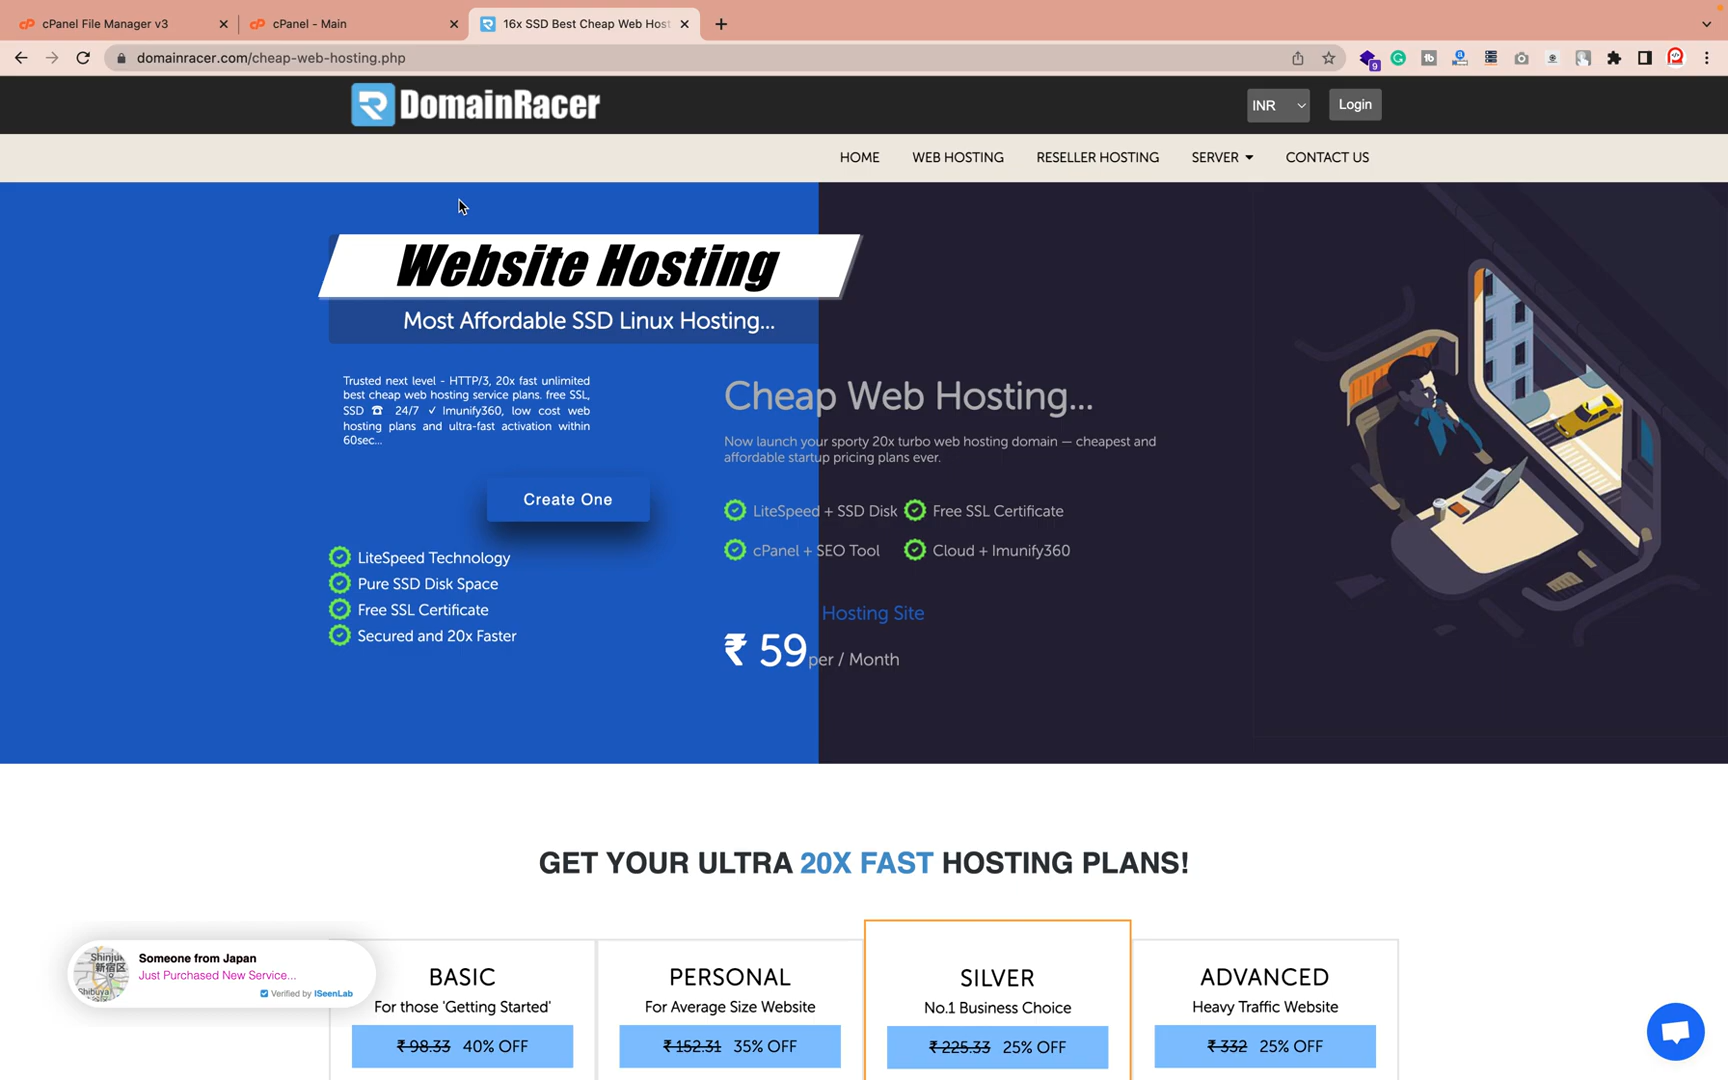 cPanel File Manager v3
cPanel - Main
16x SSD Best Cheap Web Host
domainracer.com/cheap-web-hosting.php
9
DomainRacer
INR
Login
HOME
WEB HOSTING
RESELLER HOSTING
SERVER
CONTACT US
Website Hosting
Most Affordable SSD Linux Hosting...
Trusted next level - HTTP/3, 20x fast unlimited
best cheap web hosting service plans. free SSL,
SSD ☎ 24/7 ✓ Imunify360, low cost web
hosting plans and ultra-fast activation within
60sec...
Create One
LiteSpeed Technology
Pure SSD Disk Space
Free SSL Certificate
Secured and 20x Faster
Cheap Web Hosting...
Now launch your sporty 20x turbo web hosting domain — cheapest and
affordable startup pricing plans ever.
LiteSpeed + SSD Disk
Free SSL Certificate
cPanel + SEO Tool
Cloud + Imunify360
Hosting Site
₹ 59 per / Month
GET YOUR ULTRA 20X FAST HOSTING PLANS!
Someone from Japan
Just Purchased New Service...
Verified by ISeenLab
Shinjuk
新宿区
Shibuya
BASIC
For those 'Getting Started'
₹ 98.33 40% OFF
PERSONAL
For Average Size Website
₹ 152.31 35% OFF
SILVER
No.1 Business Choice
₹ 225.33 25% OFF
ADVANCED
Heavy Traffic Website
₹ 332 25% OFF